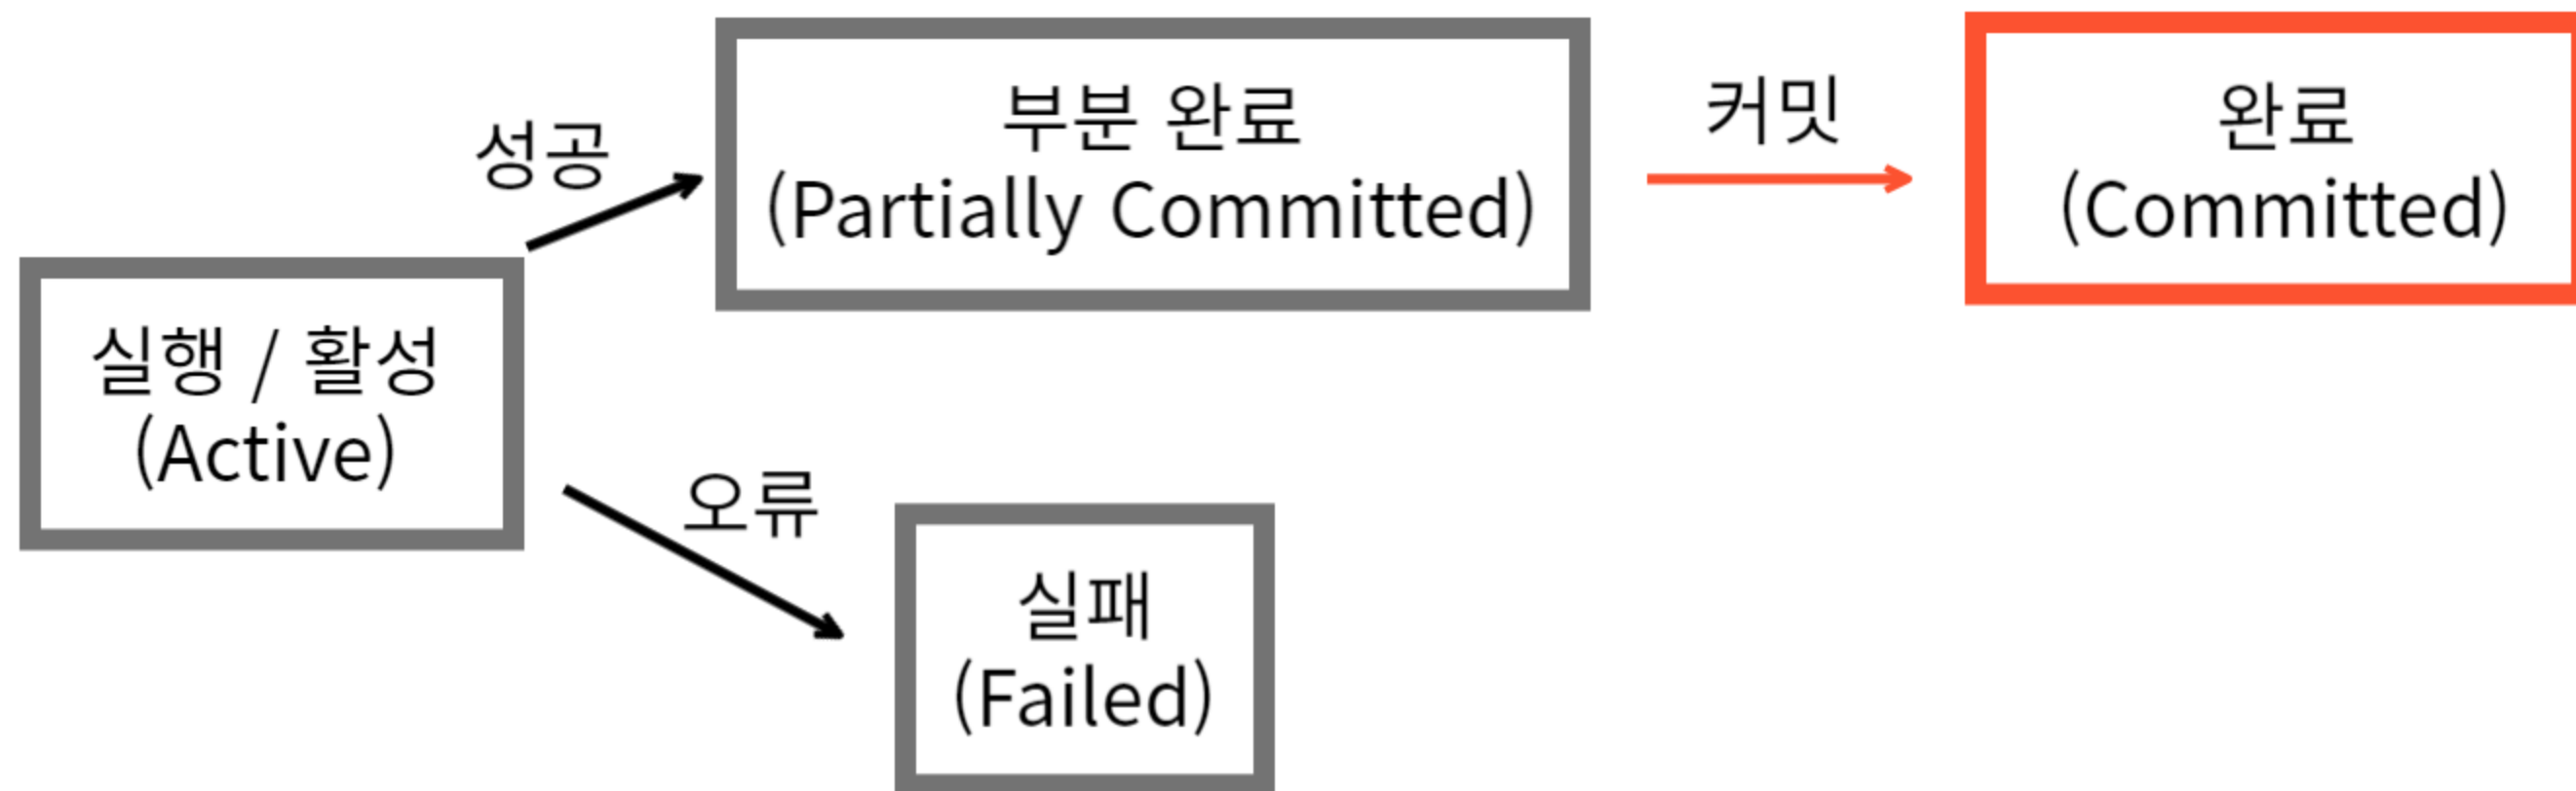 성공
부분 완료
(Partially Committed)
커밋
완료
(Committed)
실행 / 활성
(Active)
오류
실패
(Failed)